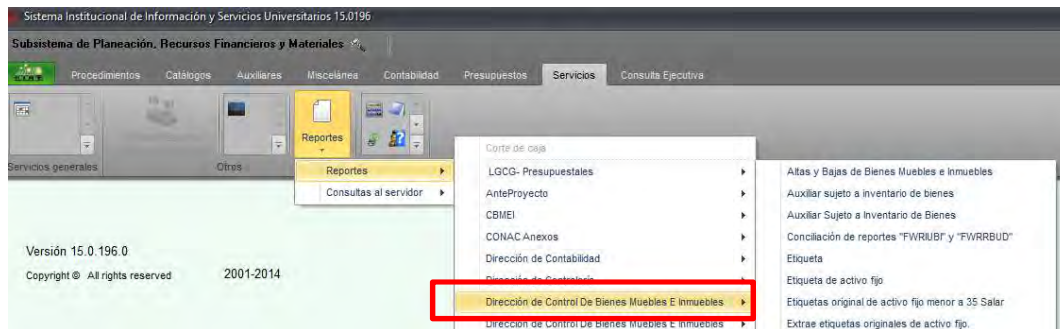 Sistema Institucional de Información y Servicios Universitarios 15.0196
Subsistema de Planeación, Recursos Financieros y Materiales
S.I.I.S.U.
Procedimientos Catálogos Auxiliares Miscelánea Contabilidad Presupuestos Servicios Consulta Ejecutiva
Reportes
Servicios generales Otros
Reportes
Consultas al servidor
Corte de caja
LGCG- Presupuestales
AnteProyecto
CBMEI
CONAC Anexos
Dirección de Contabilidad
Dirección de Contraloría
Dirección de Control De Bienes Muebles E Inmuebles
Dirección de Control De Bienes Muebles E Inmuebles
Altas y Bajas de Bienes Muebles e Inmuebles
Auxiliar sujeto a inventario de bienes
Auxiliar Sujeto a Inventario de Bienes
Conciliación de reportes "FWRIUBI" y "FWRRBUD"
Etiqueta
Etiqueta de activo fijo
Etiquetas original de activo fijo menor a 35 Salar
Extrae etiquetas originales de activo fijo.
Versión 15.0.196.0
Copyright © All rights reserved 2001-2014